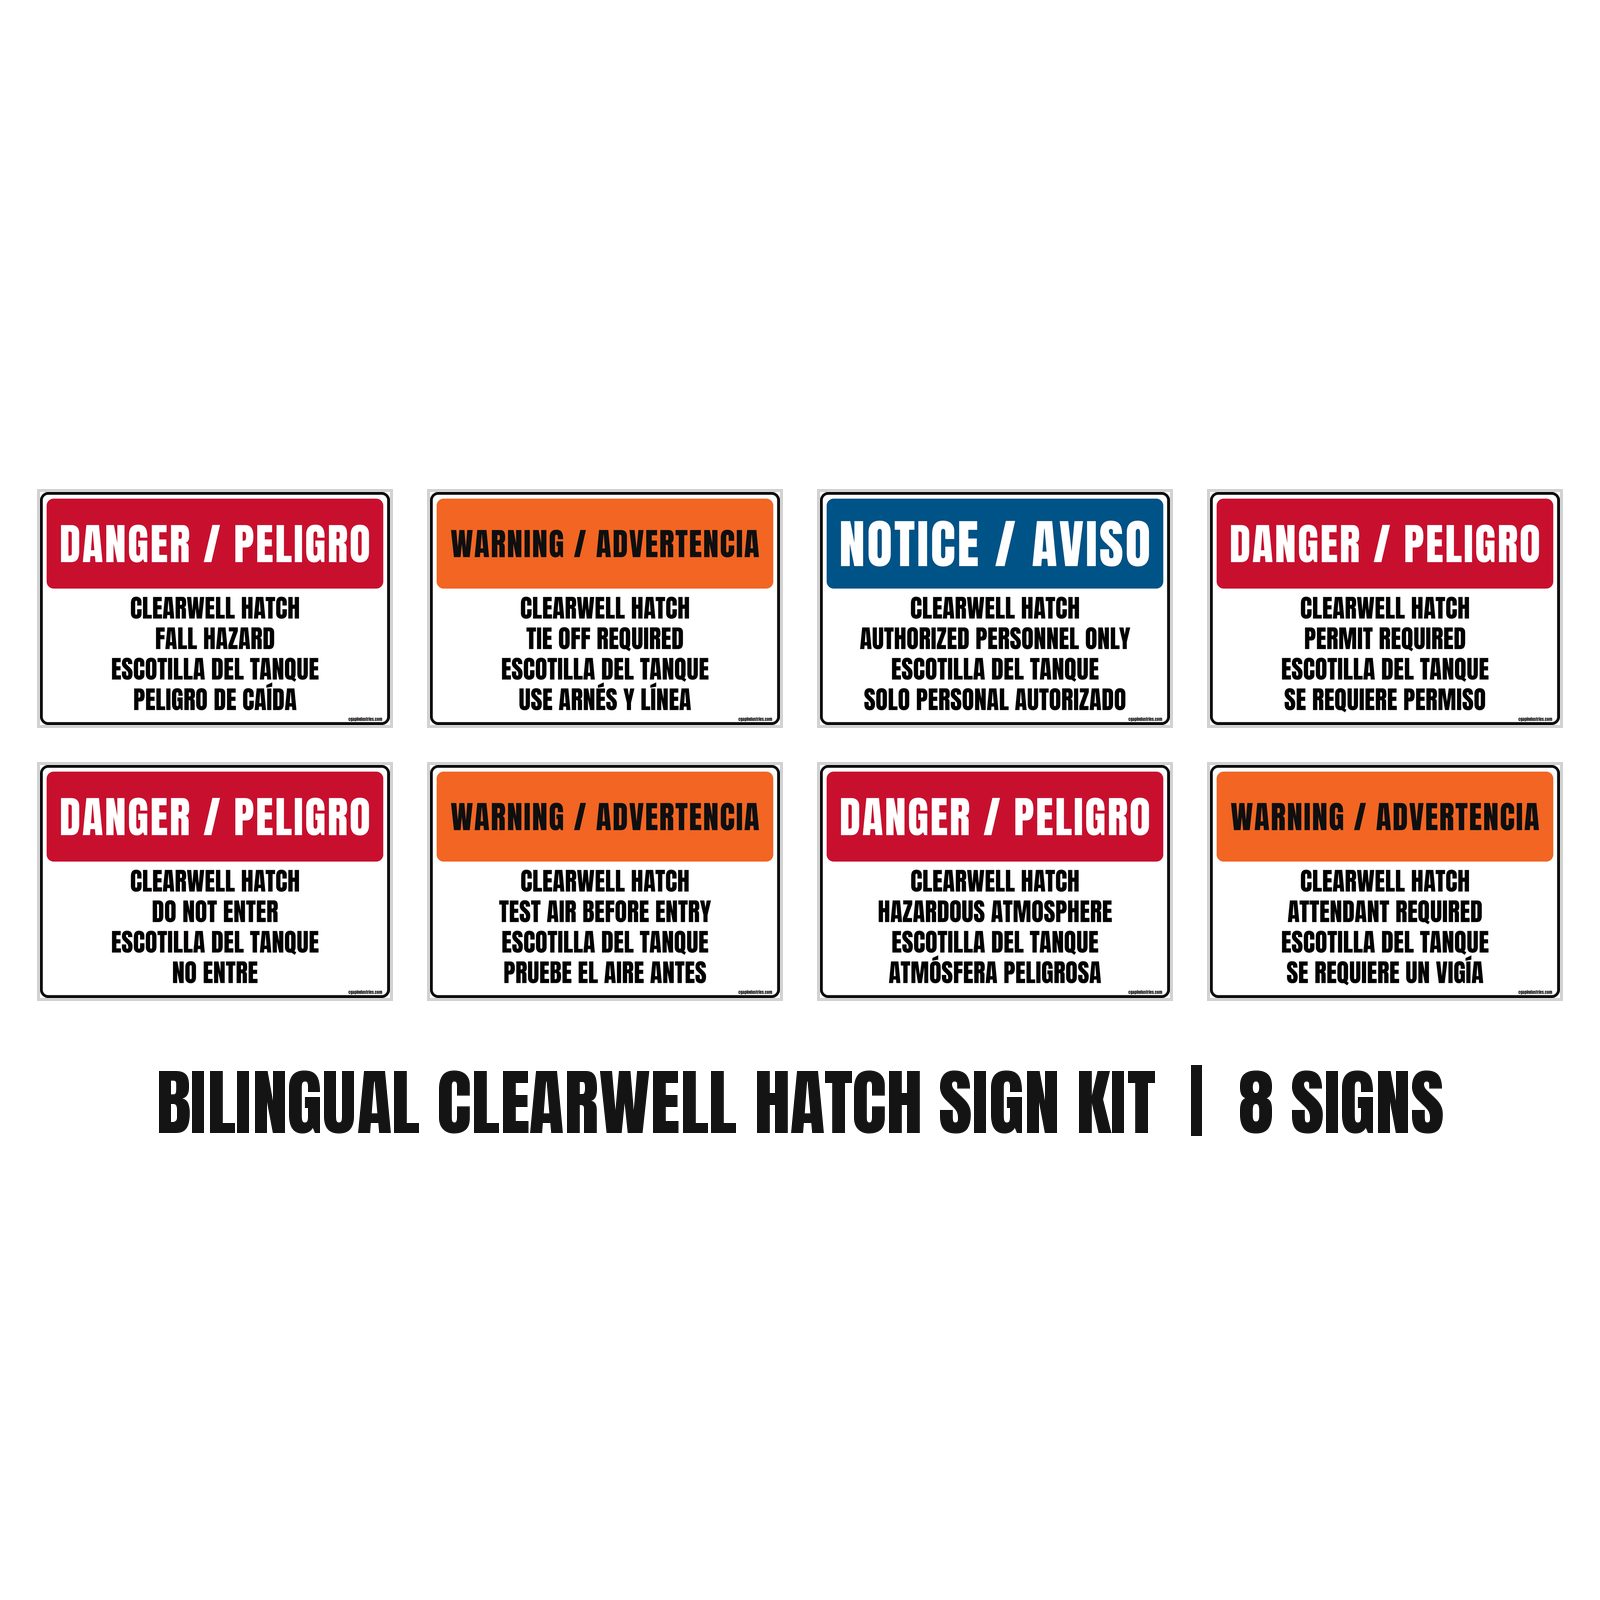 DANGER / PELIGRO
CLEARWELL HATCH
FALL HAZARD
ESCOTILLA DEL TANQUE
PELIGRO DE CAÍDA
WARNING / ADVERTENCIA
CLEARWELL HATCH
TIE OFF REQUIRED
ESCOTILLA DEL TANQUE
USE ARNÉS Y LÍNEA
NOTICE / AVISO
CLEARWELL HATCH
AUTHORIZED PERSONNEL ONLY
ESCOTILLA DEL TANQUE
SOLO PERSONAL AUTORIZADO
DANGER / PELIGRO
CLEARWELL HATCH
PERMIT REQUIRED
ESCOTILLA DEL TANQUE
SE REQUIERE PERMISO
DANGER / PELIGRO
CLEARWELL HATCH
DO NOT ENTER
ESCOTILLA DEL TANQUE
NO ENTRE
WARNING / ADVERTENCIA
CLEARWELL HATCH
TEST AIR BEFORE ENTRY
ESCOTILLA DEL TANQUE
PRUEBE EL AIRE ANTES
DANGER / PELIGRO
CLEARWELL HATCH
HAZARDOUS ATMOSPHERE
ESCOTILLA DEL TANQUE
ATMÓSFERA PELIGROSA
WARNING / ADVERTENCIA
CLEARWELL HATCH
ATTENDANT REQUIRED
ESCOTILLA DEL TANQUE
SE REQUIERE UN VIGÍA
BILINGUAL CLEARWELL HATCH SIGN KIT | 8 SIGNS